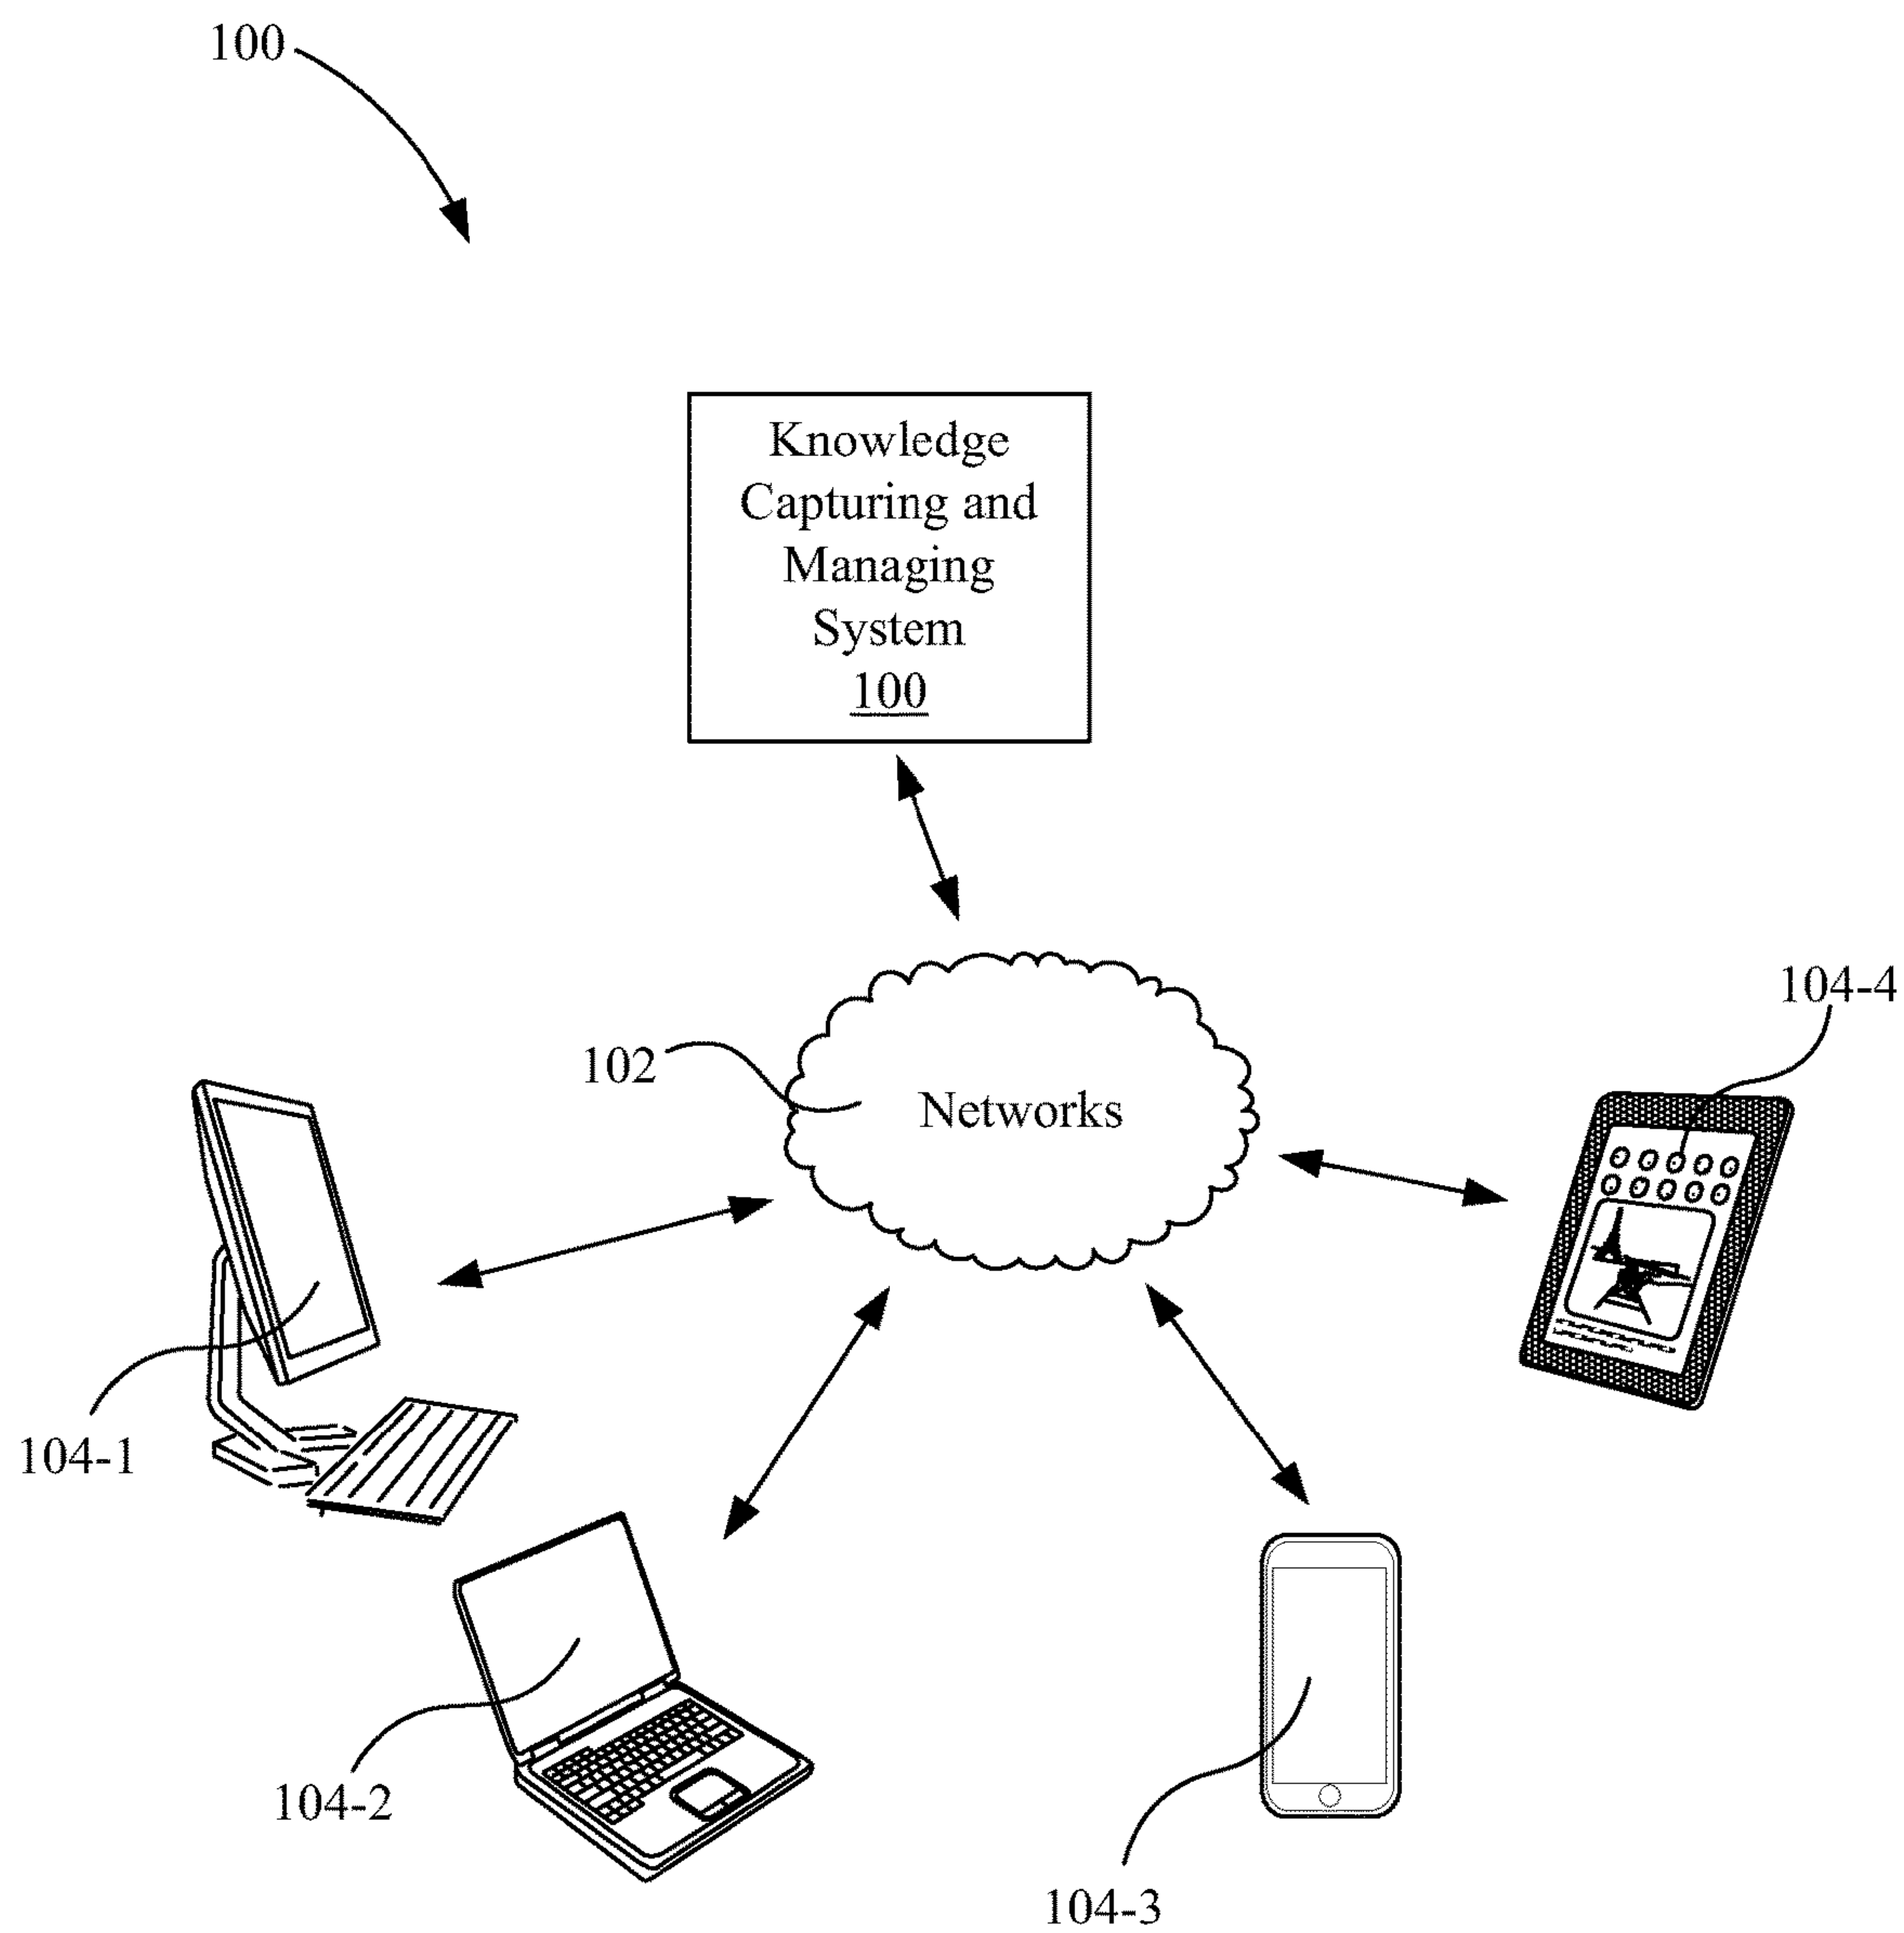 100
Knowledge
Capturing and
Managing
System
100
104-4
102
Networks
104-1
104-2
104-3